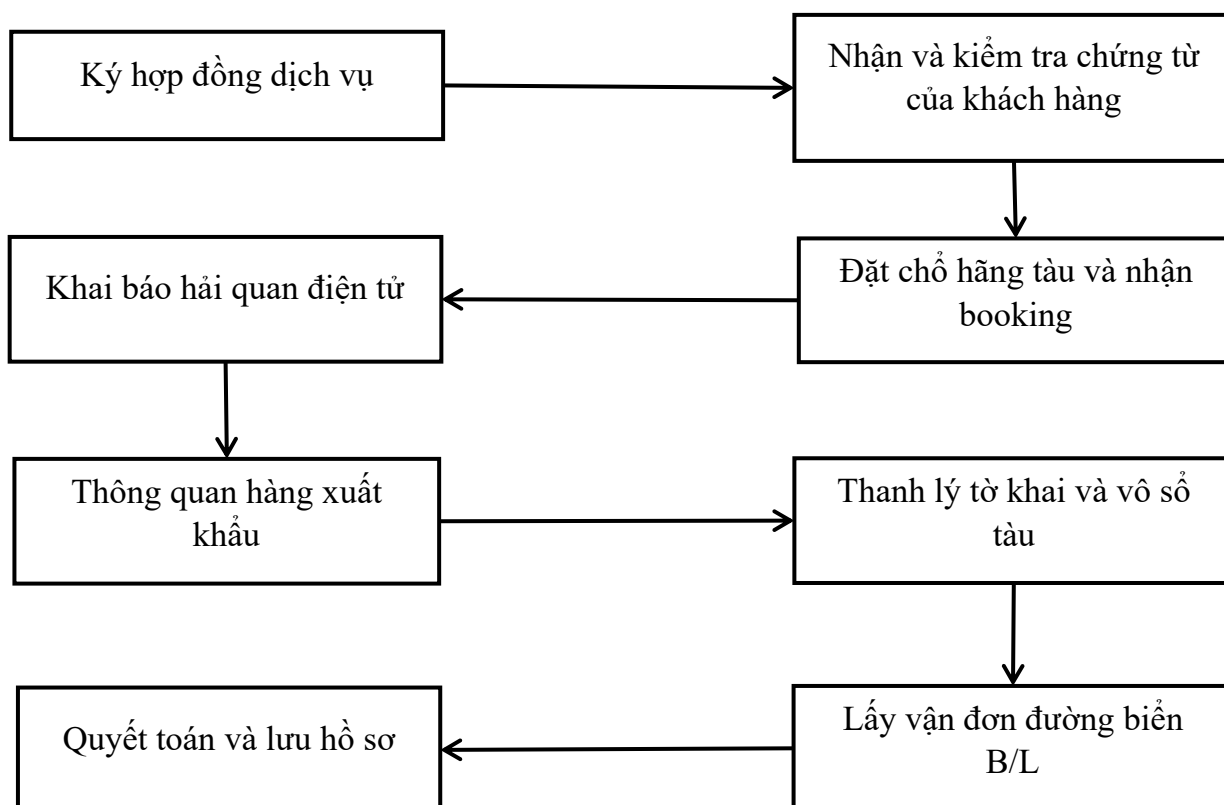 Ký hợp đồng dịch vụ
Nhận và kiểm tra chứng từ
của khách hàng
Đặt chổ hãng tàu và nhận
booking
Khai báo hải quan điện tử
Thông quan hàng xuất
khẩu
Thanh lý tờ khai và vô sổ
tàu
Lấy vận đơn đường biển
B/L
Quyết toán và lưu hồ sơ